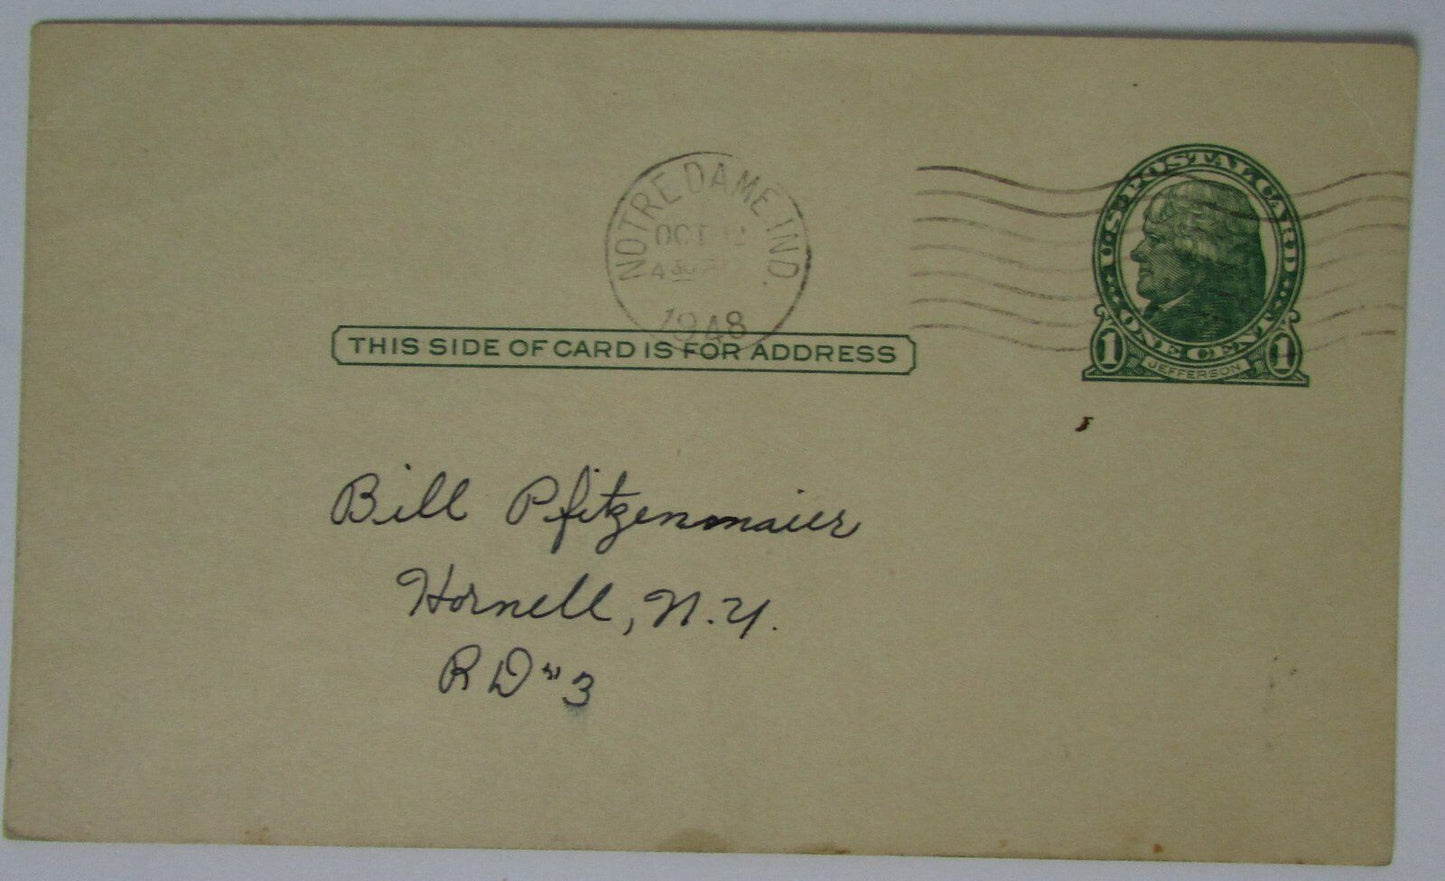 NOTRE DAME IND.
OCT
1948
U·S·POSTAL CARD
ONE CENT
1 JEFFERSON 1
THIS SIDE OF CARD IS FOR ADDRESS
Bill Pfitzenmaier
Hornell, N.Y.
RD "3